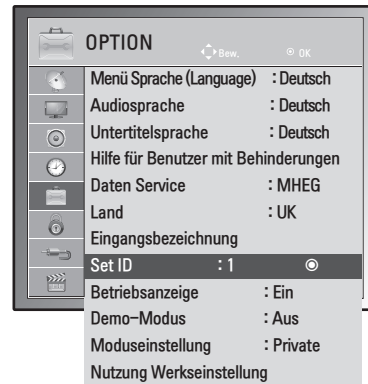 OPTION
Bew. OK
Menü Sprache (Language) : Deutsch
Audiosprache : Deutsch
Untertitelsprache : Deutsch
Hilfe für Benutzer mit Behinderungen
Daten Service : MHEG
Land : UK
Eingangsbezeichnung
Set ID : 1
Betriebsanzeige : Ein
Demo-Modus : Aus
Moduseinstellung : Private
Nutzung Werkseinstellung